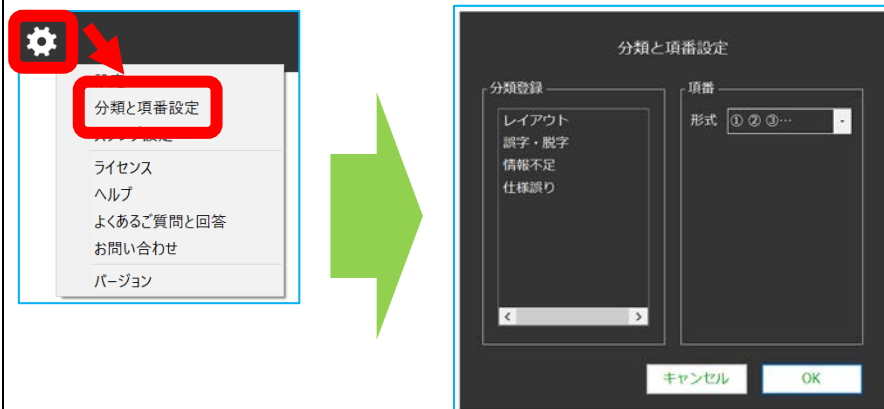 分類と項番設定
ライセンス
ヘルプ
よくあるご質問と回答
お問い合わせ
バージョン
分類と項番設定
分類登録
レイアウト
誤字・脱字
情報不足
仕様誤り
項番
形式 ① ② ③…
キャンセル
OK